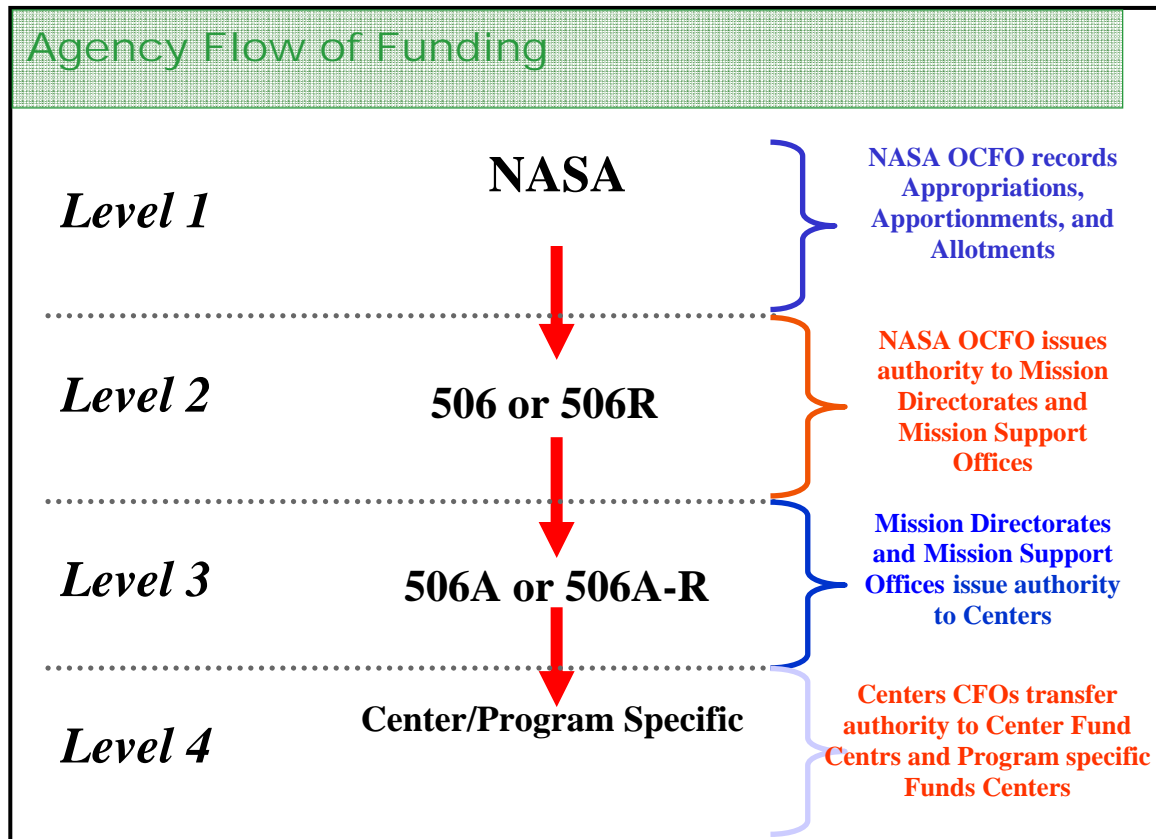 Agency Flow of Funding
Level 1
NASA
NASA OCFO records
Appropriations,
Apportionments, and
Allotments
Level 2
506 or 506R
NASA OCFO issues
authority to Mission
Directorates and
Mission Support
Offices
Level 3
506A or 506A-R
Mission Directorates
and Mission Support
Offices issue authority
to Centers
Level 4
Center/Program Specific
Centers CFOs transfer
authority to Center Fund
Centrs and Program specific
Funds Centers